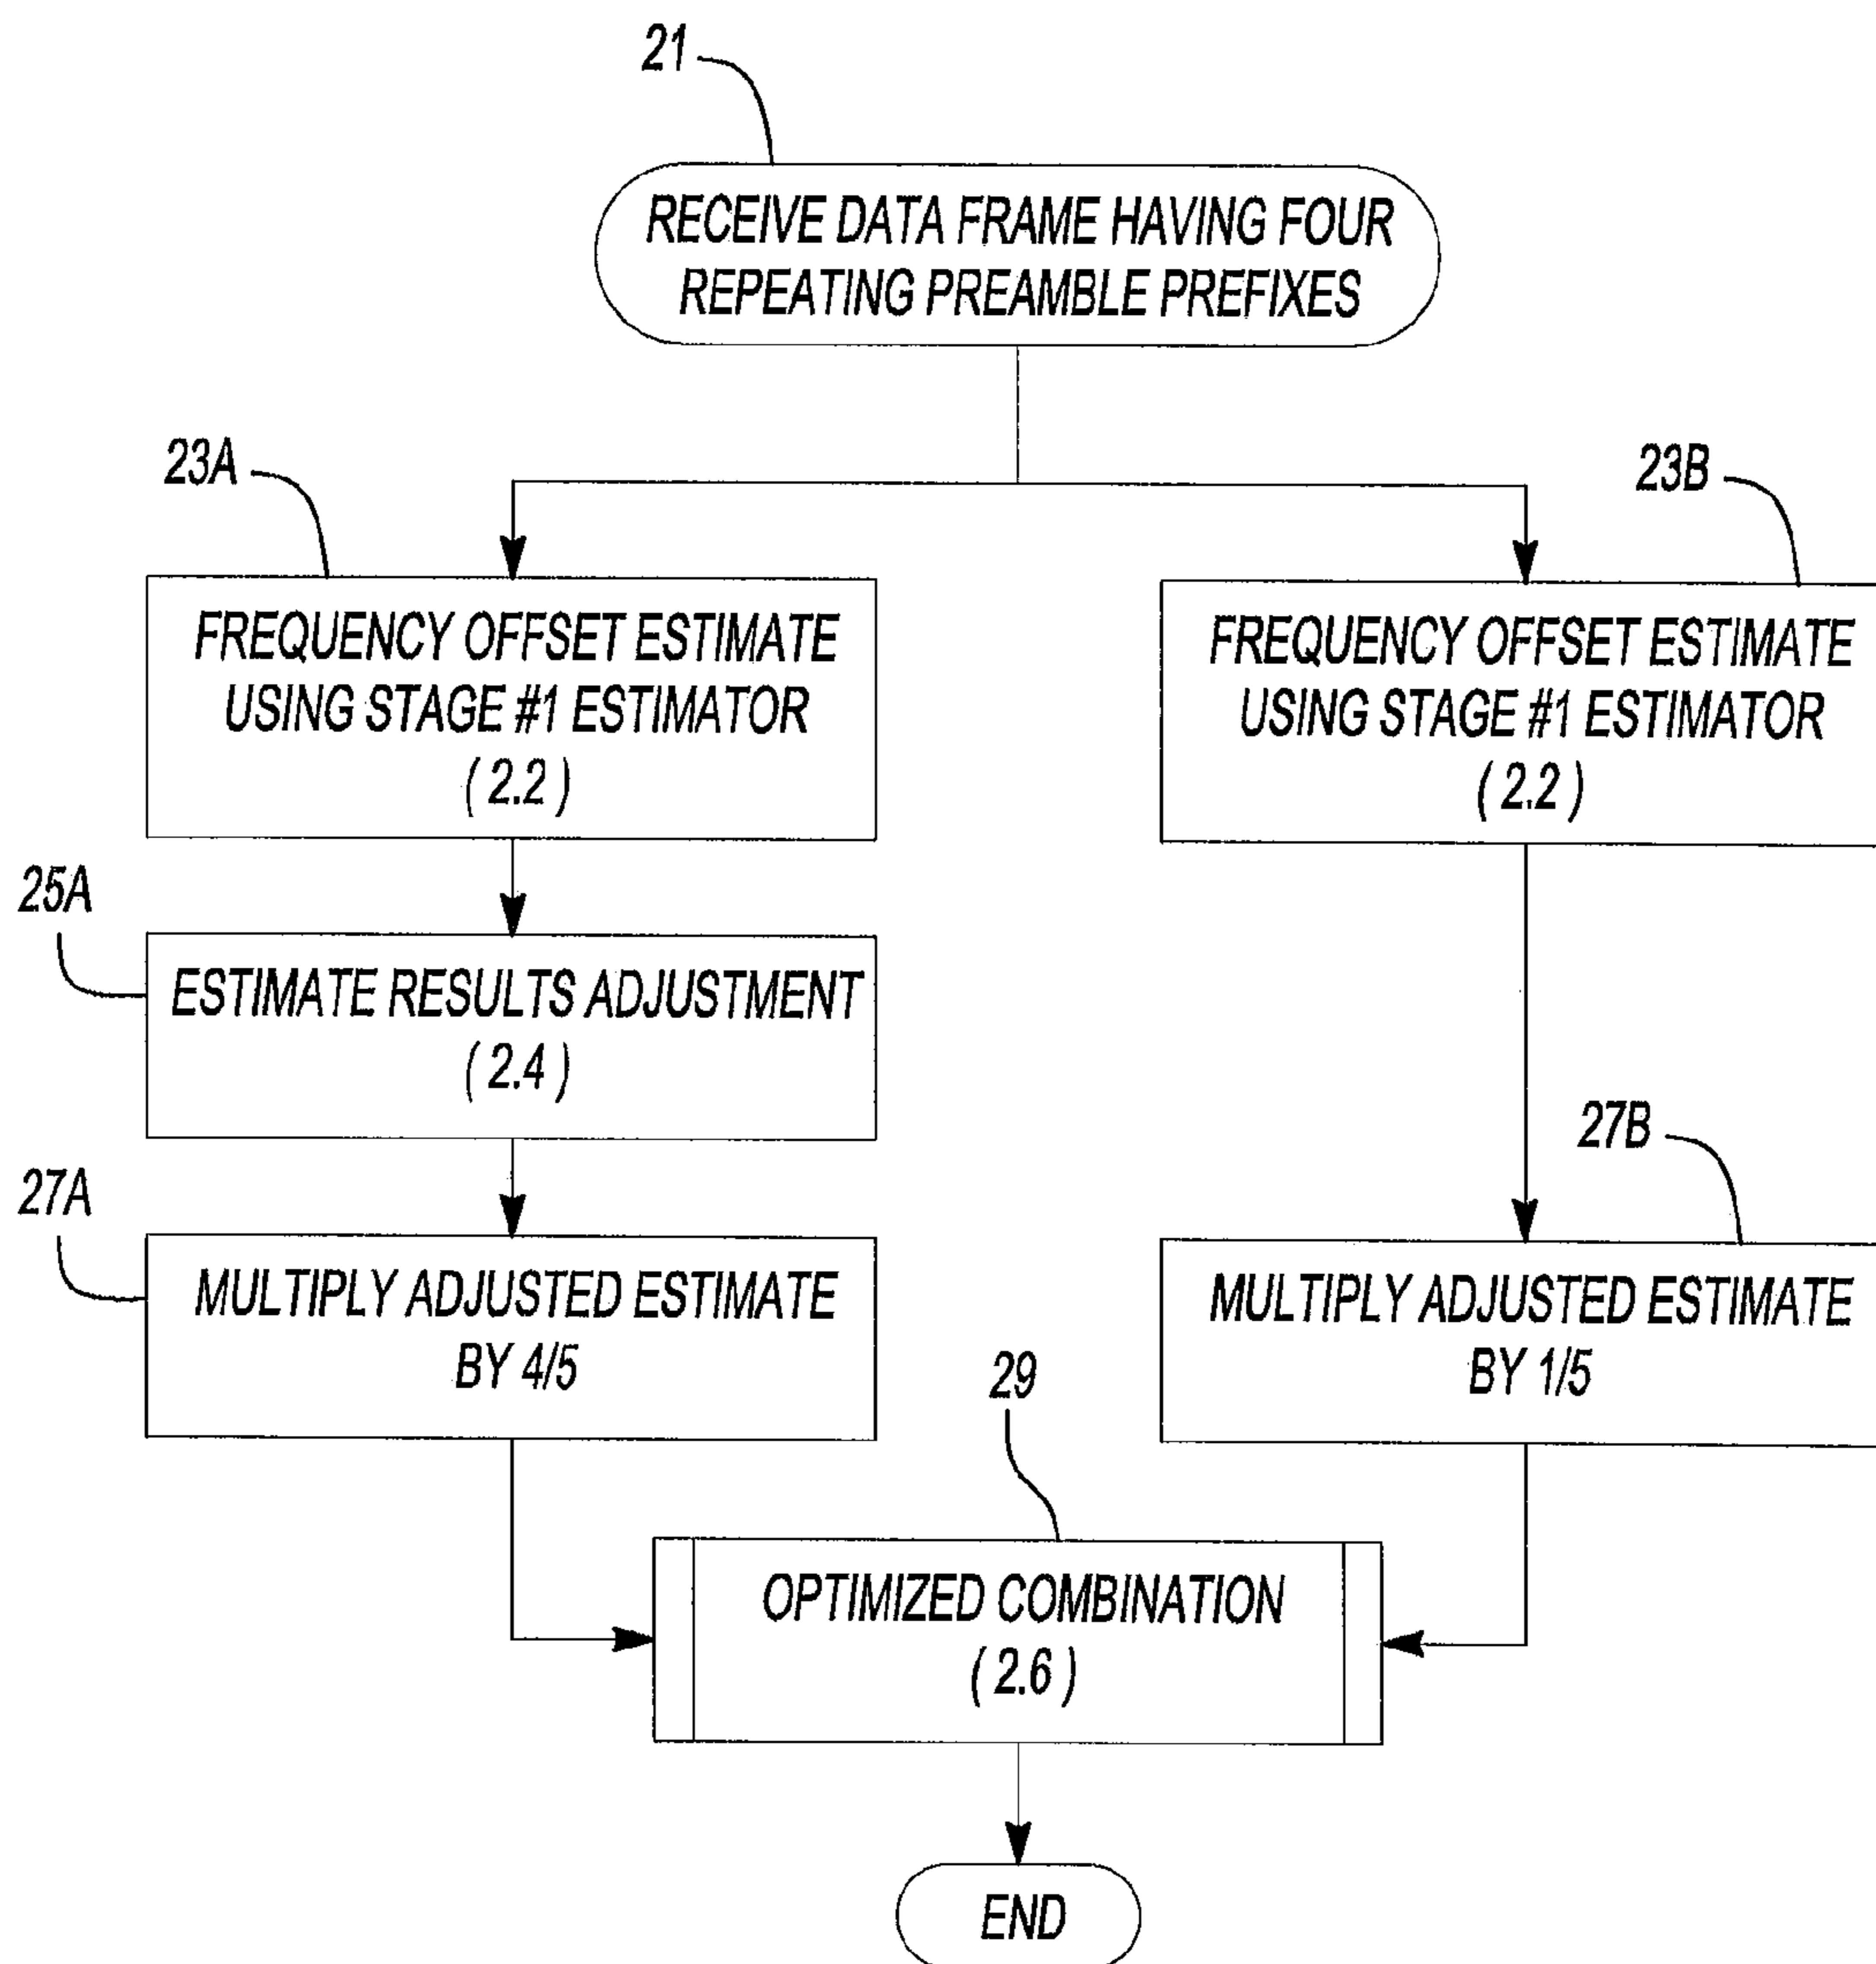 21
RECEIVE DATA FRAME HAVING FOUR
REPEATING PREAMBLE PREFIXES
23A
23B
FREQUENCY OFFSET ESTIMATE
USING STAGE #1 ESTIMATOR
( 2.2 )
FREQUENCY OFFSET ESTIMATE
USING STAGE #1 ESTIMATOR
( 2.2 )
25A
ESTIMATE RESULTS ADJUSTMENT
( 2.4 )
27A
27B
MULTIPLY ADJUSTED ESTIMATE
BY 4/5
MULTIPLY ADJUSTED ESTIMATE
BY 1/5
29
OPTIMIZED COMBINATION
( 2.6 )
END